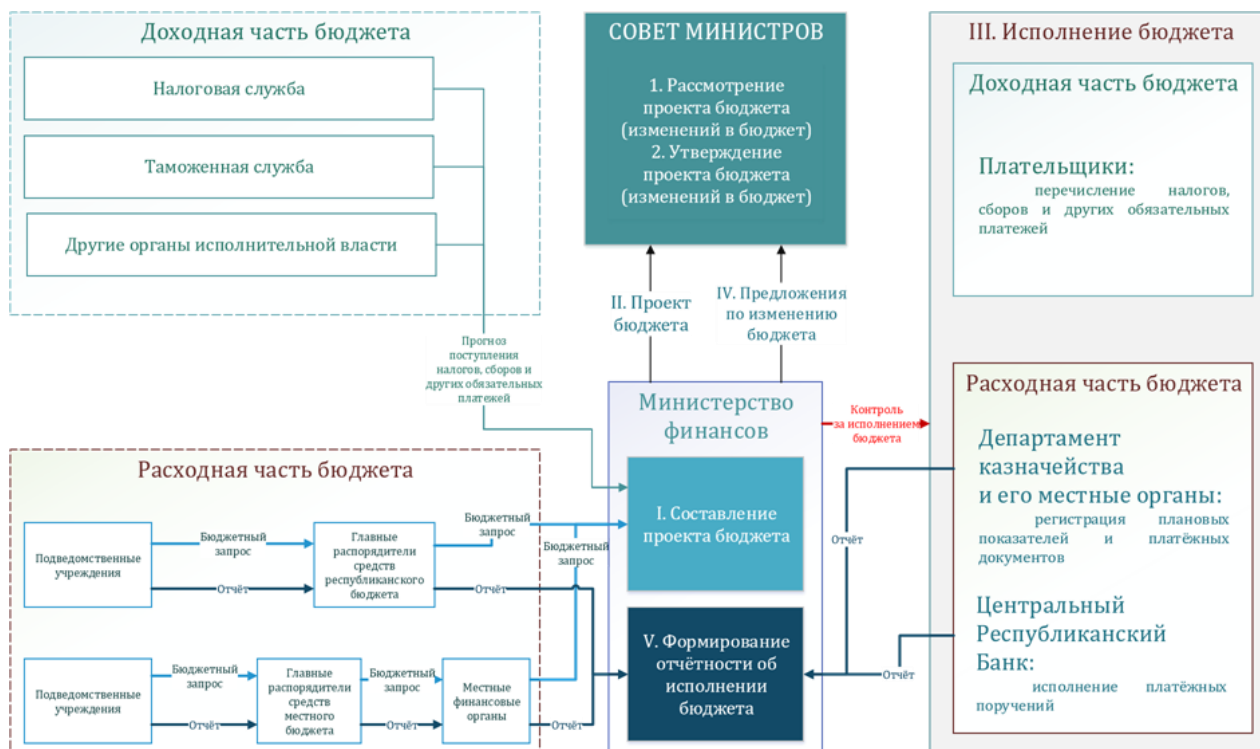 Доходная часть бюджета
Налоговая служба
Таможенная служба
Другие органы исполнительной власти
Прогноз
поступления
налогов, сборов и
других обязательных
платежей
СОВЕТ МИНИСТРОВ
1. Рассмотрение
проекта бюджета
(изменений в бюджет)
2. Утверждение
проекта бюджета
(изменений в бюджет)
II. Проект
бюджета
IV. Предложения
по изменению
бюджета
Министерство
финансов
I. Составление
проекта бюджета
V. Формирование
отчётности об
исполнении
бюджета
Контроль
за исполнением
бюджета
Расходная часть бюджета
Подведомственные
учреждения
Бюджетный
запрос
Отчёт
Главные
распорядители
средств
республиканского
бюджета
Бюджетный
запрос
Отчёт
Бюджетный
запрос
Подведомственные
учреждения
Бюджетный
запрос
Отчёт
Главные
распорядители
средств
местного
бюджета
Бюджетный
запрос
Отчёт
Местные
финансовые
органы
Отчёт
III. Исполнение бюджета
Доходная часть бюджета
Плательщики:
перечисление налогов,
сборов и других обязательных
платежей
Расходная часть бюджета
Департамент
казначейства
и его местные органы:
регистрация плановых
показателей и платёжных
документов
Центральный
Республиканский
Банк:
исполнение платёжных
поручений
Отчёт
Отчёт